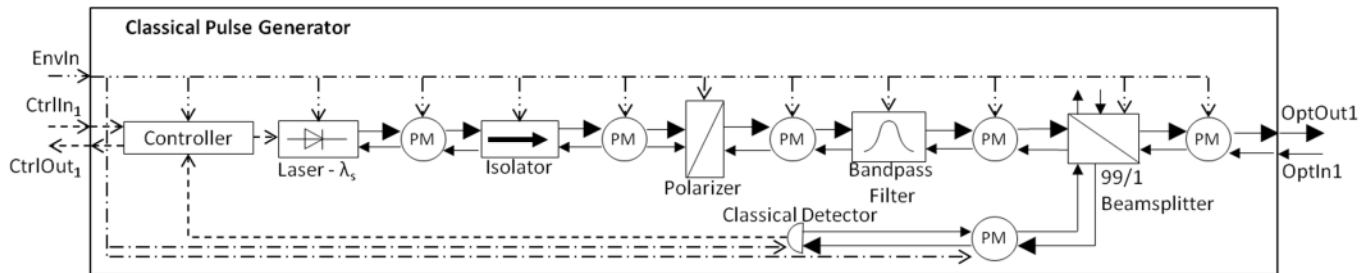 Classical Pulse Generator
EnvIn
CtrlIn₁
CtrlOut₁
Controller
Laser - λₛ
PM
Isolator
PM
Polarizer
PM
Bandpass
Filter
PM
99/1
Beamsplitter
PM
OptOut1
OptIn1
Classical Detector
PM